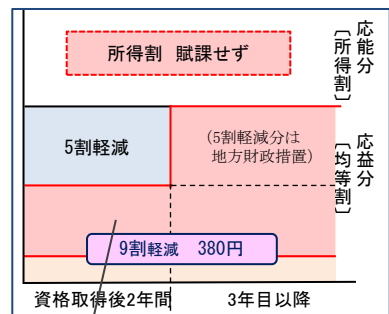 所得割 賦課せず
応能分
〔所得割〕
5割軽減
(5割軽減分は
地方財政措置)
応益分
〔均等割〕
9割軽減 380円
資格取得後2年間
3年目以降